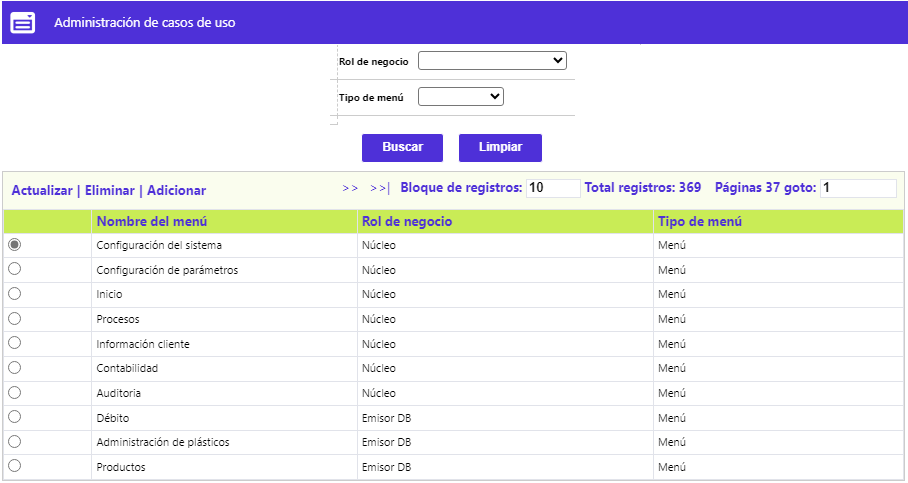 Administración de casos de uso
Rol de negocio
Tipo de menú
Buscar Limpiar
Actualizar | Eliminar | Adicionar >> >>| Bloque de registros: 10 Total registros: 369 Páginas 37 goto: 1
Nombre del menú Rol de negocio Tipo de menú
Configuración del sistema Núcleo Menú
Configuración de parámetros Núcleo Menú
Inicio Núcleo Menú
Procesos Núcleo Menú
Información cliente Núcleo Menú
Contabilidad Núcleo Menú
Auditoria Núcleo Menú
Débito Emisor DB Menú
Administración de plásticos Emisor DB Menú
Productos Emisor DB Menú